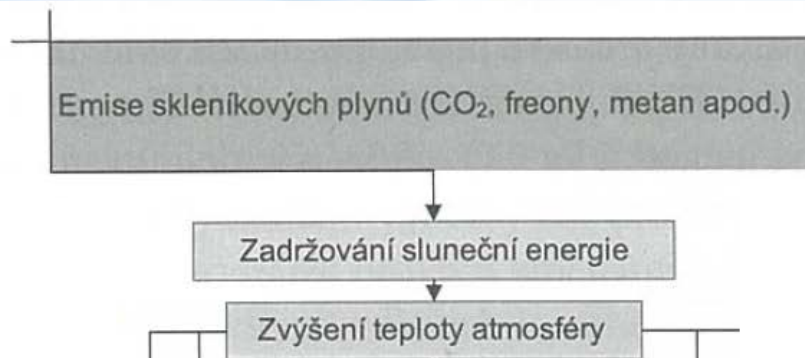 Emise skleníkových plynů (CO₂, freony, metan apod.)
Zadržování sluneční energie
Zvýšení teploty atmosféry